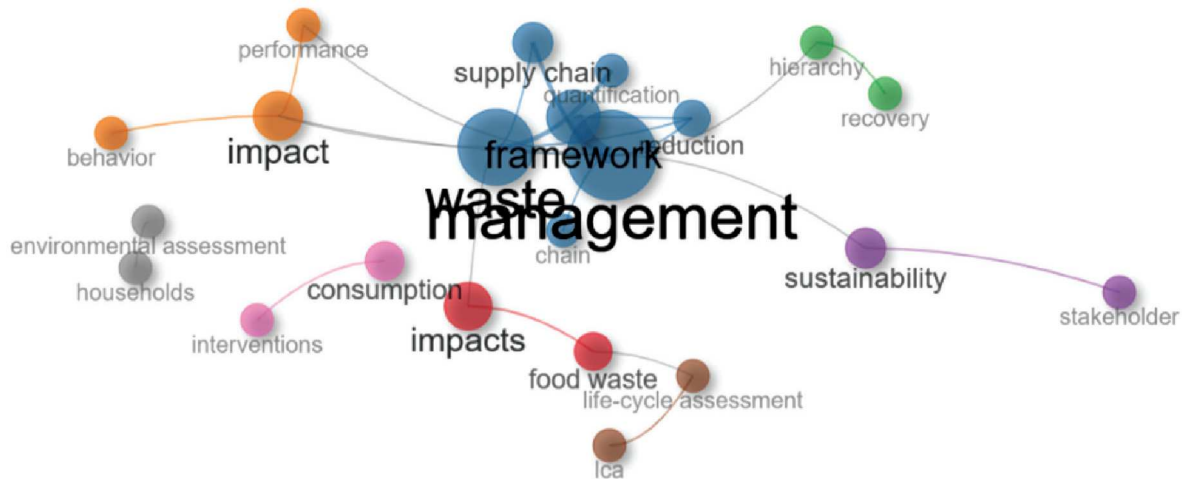 performance
supply chain
quantification
hierarchy
recovery
behavior
impact
framework
reduction
waste
management
chain
environmental assessment
households
consumption
sustainability
stakeholder
interventions
impacts
food waste
life-cycle assessment
lca